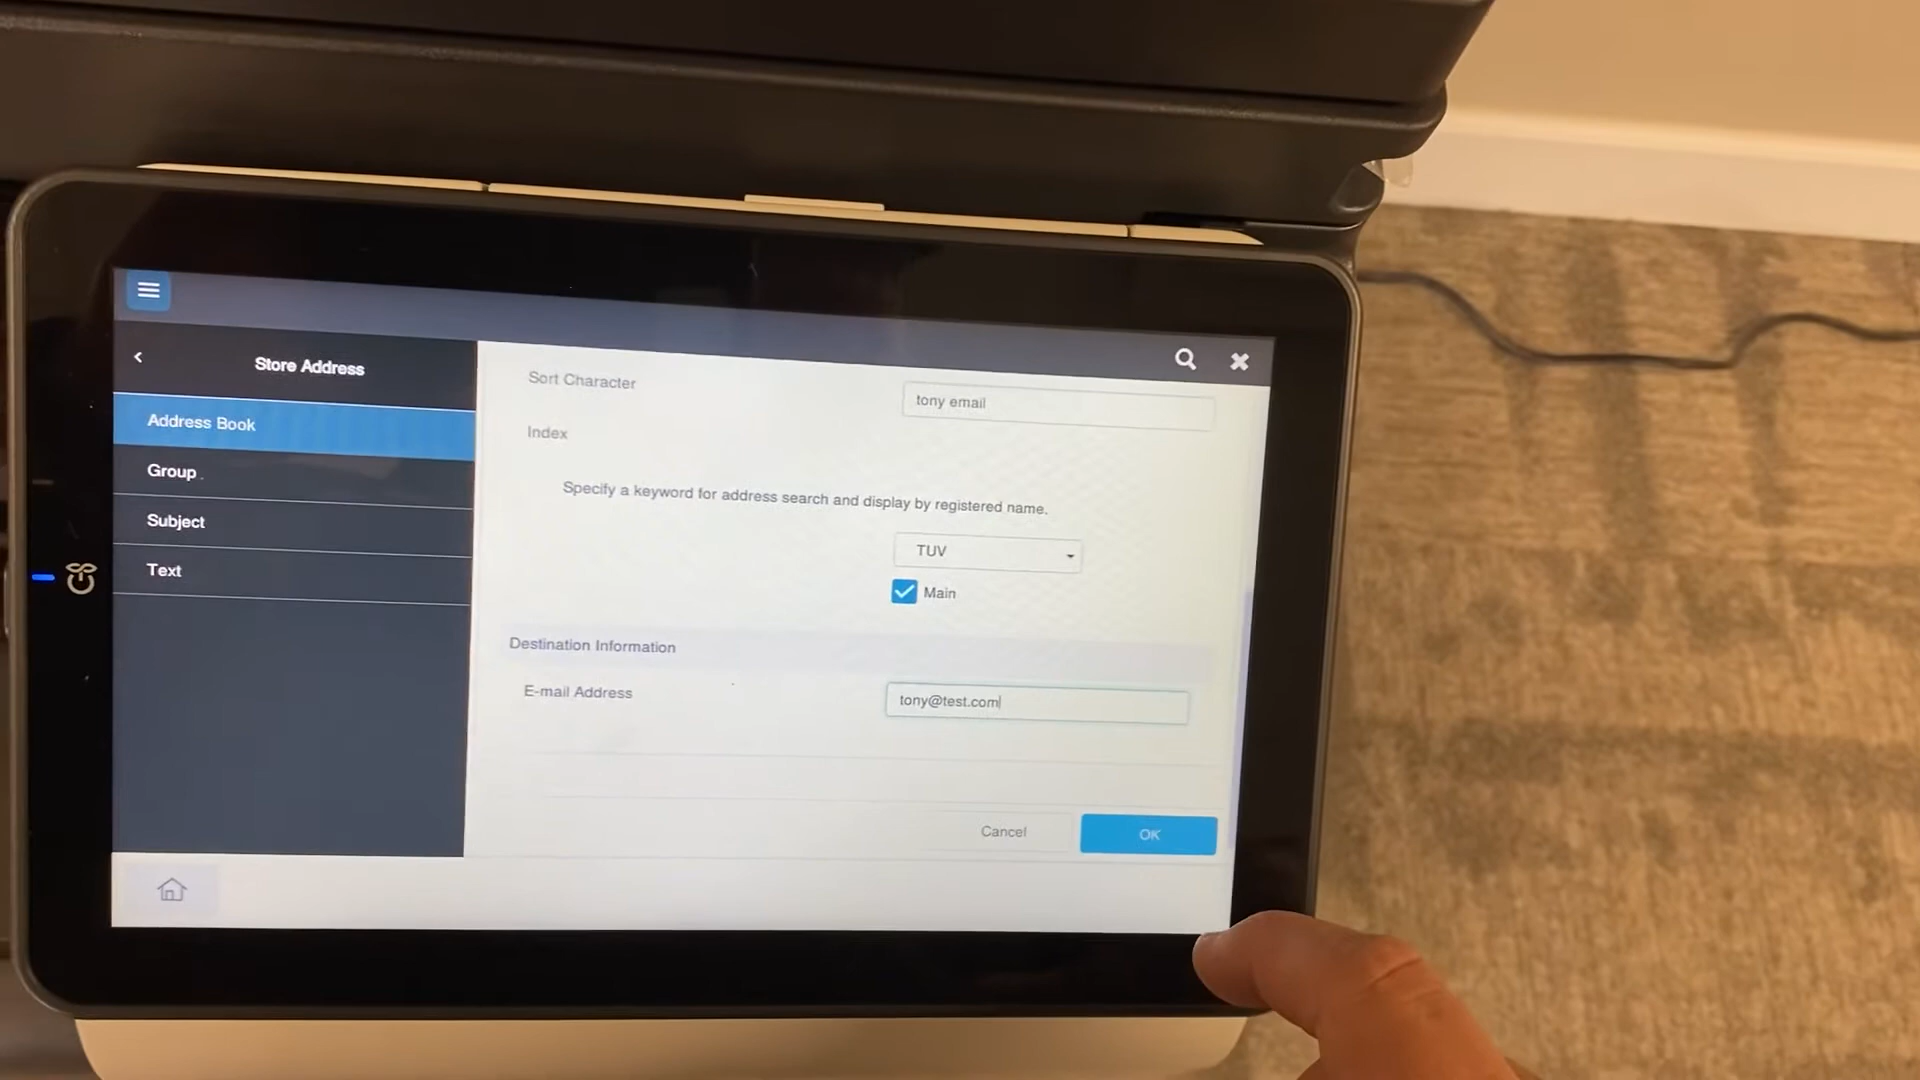 Store Address
Address Book
Group
Subject
Text
Sort Character
tony email
Index
Specify a keyword for address search and display by registered name.
TUV
Main
Destination Information
E-mail Address
tony@test.com
Cancel
OK